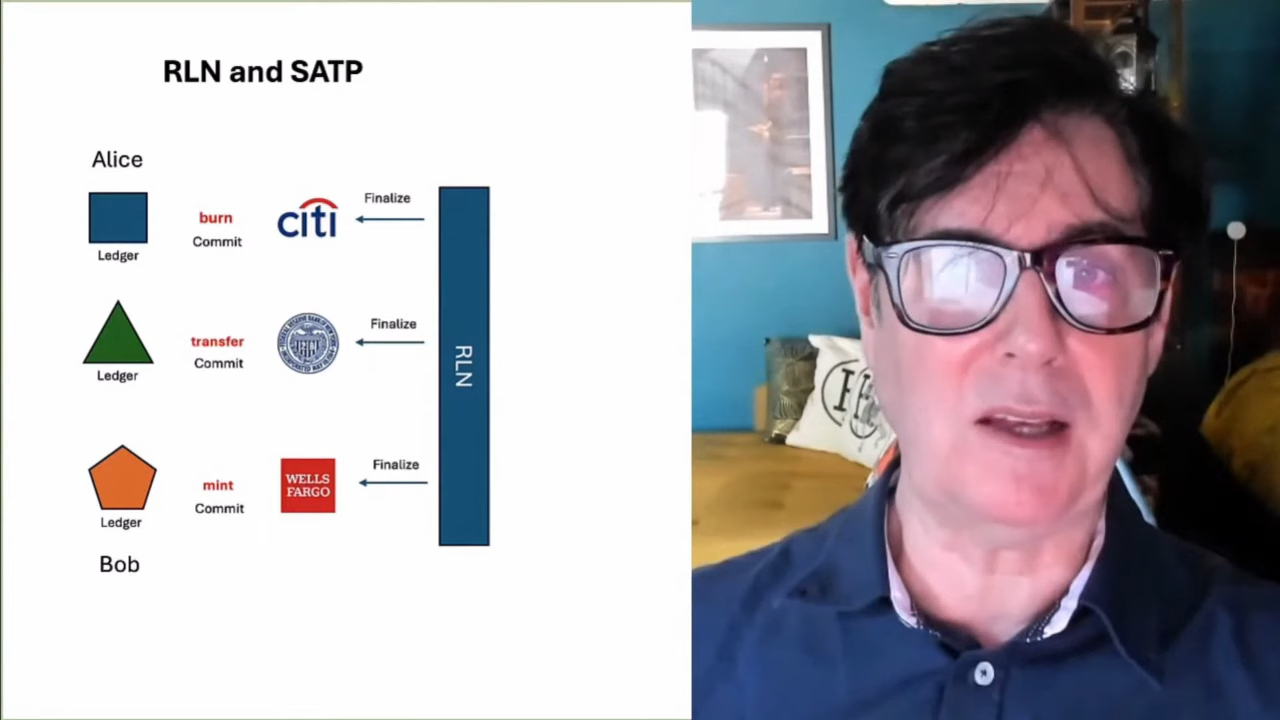 RLN and SATP
Alice
Ledger
burn
Commit
citi
Finalize
Ledger
transfer
Commit
Finalize
RLN
Ledger
mint
Commit
WELLS
FARGO
Finalize
Bob